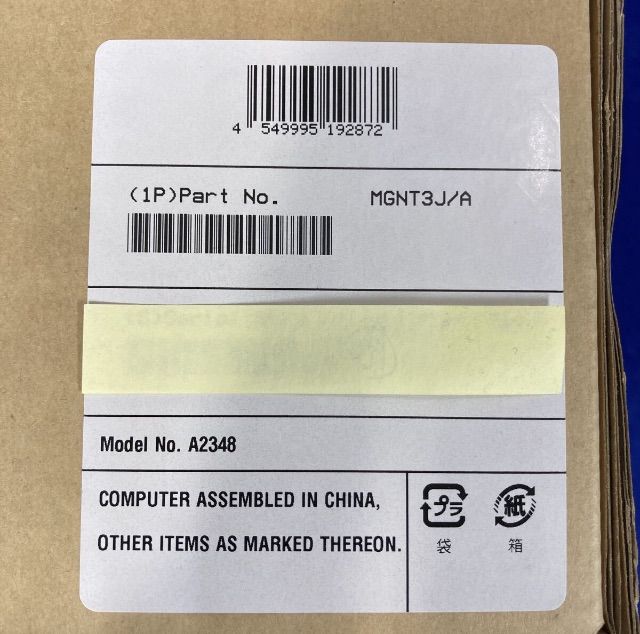 4 549995 192872
(1P)Part No. MGNT3J/A
Model No. A2348
COMPUTER ASSEMBLED IN CHINA,
OTHER ITEMS AS MARKED THEREON.
プラ 紙
袋 箱